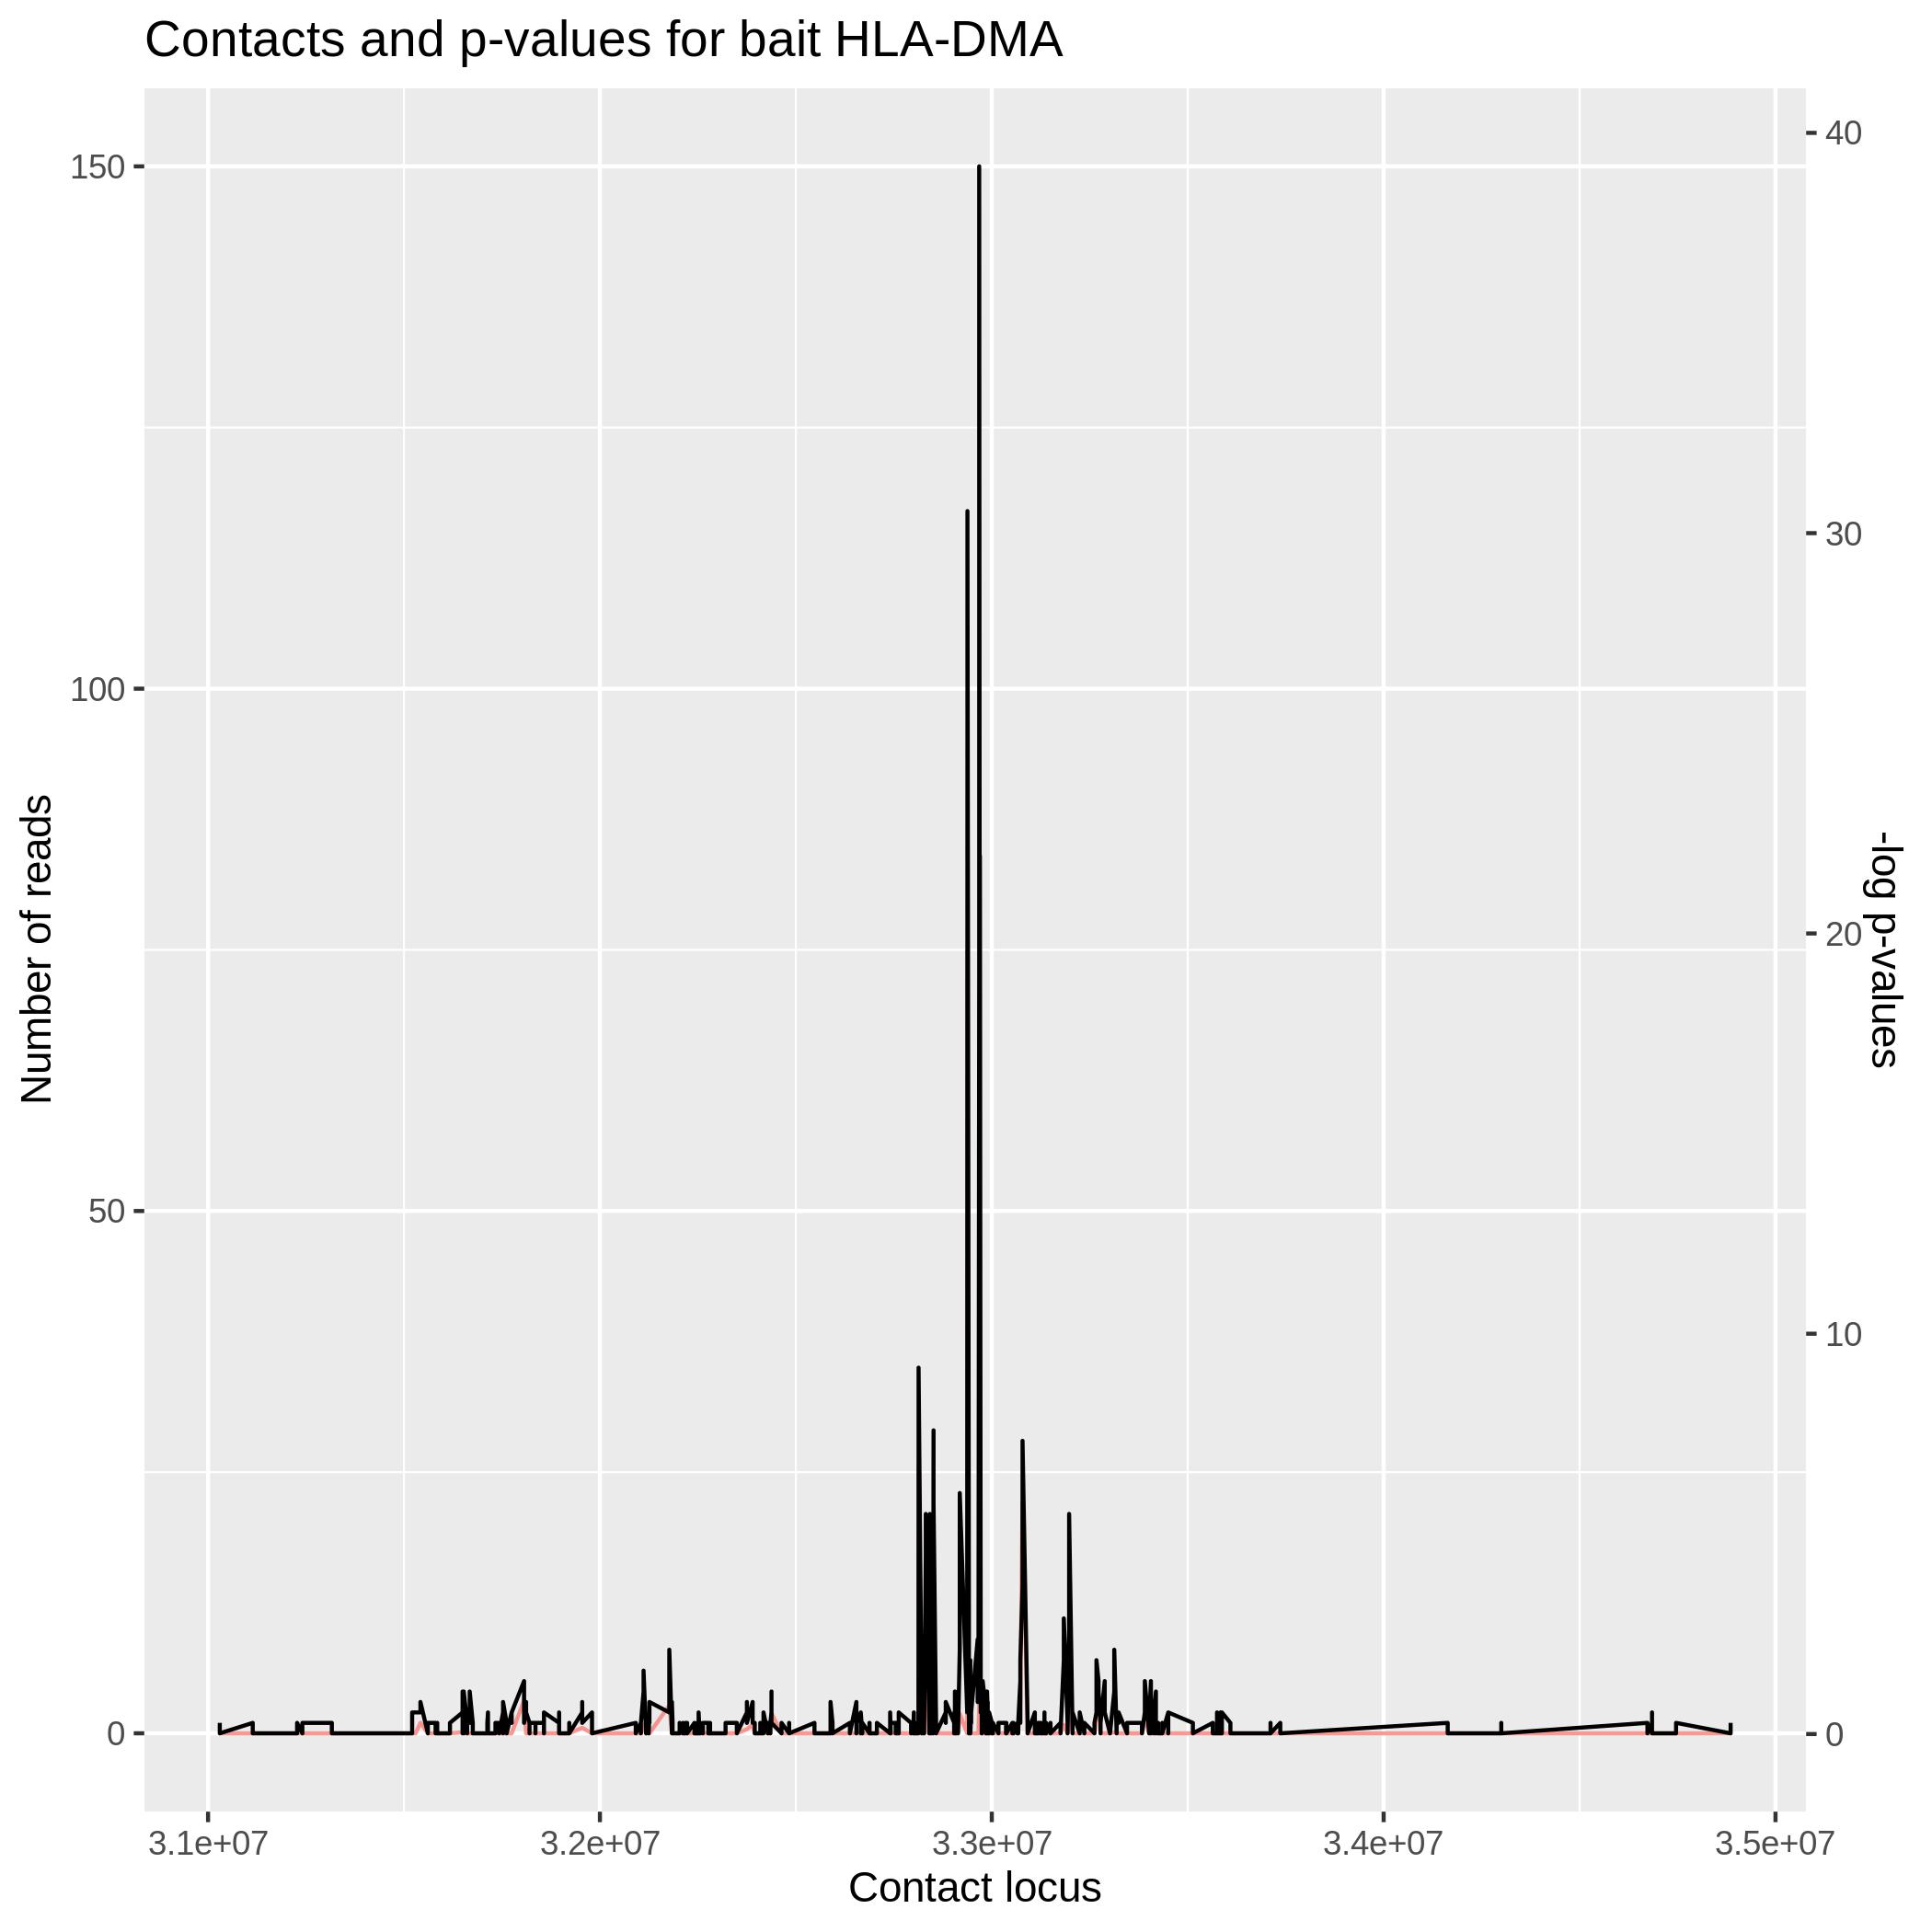 Contacts and p-values for bait HLA-DMA
150
100
50
0
Number of reads
40
30
20
10
0
-log p-values
3.1e+07
3.2e+07
3.3e+07
3.4e+07
3.5e+07
Contact locus